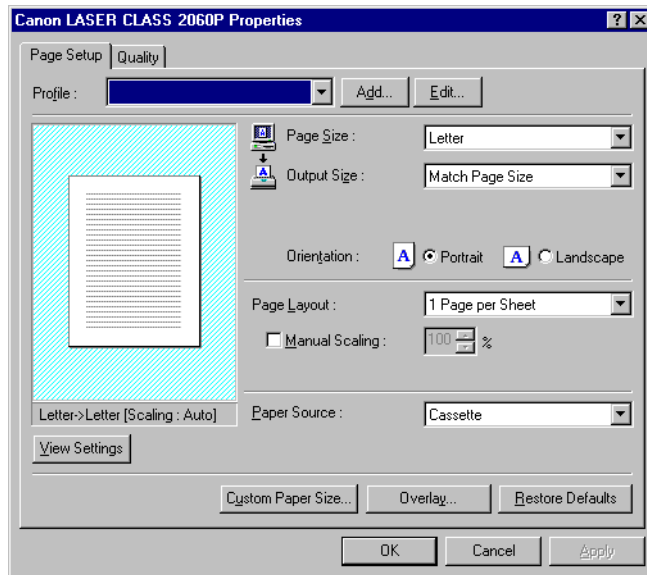 Canon LASER CLASS 2060P Properties
Page Setup
Quality
Profile :
Add...
Edit...
Page Size :
Letter
Output Size :
Match Page Size
Orientation :
A
Portrait
A
Landscape
Page Layout :
1 Page per Sheet
Manual Scaling :
100
%
Letter->Letter [Scaling : Auto]
Paper Source :
Cassette
View Settings
Custom Paper Size...
Overlay...
Restore Defaults
OK
Cancel
Apply